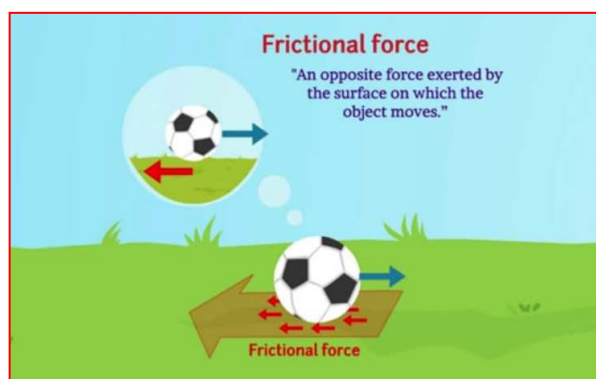 Frictional force
"An opposite force exerted by
the surface on which the
object moves.”
Frictional force